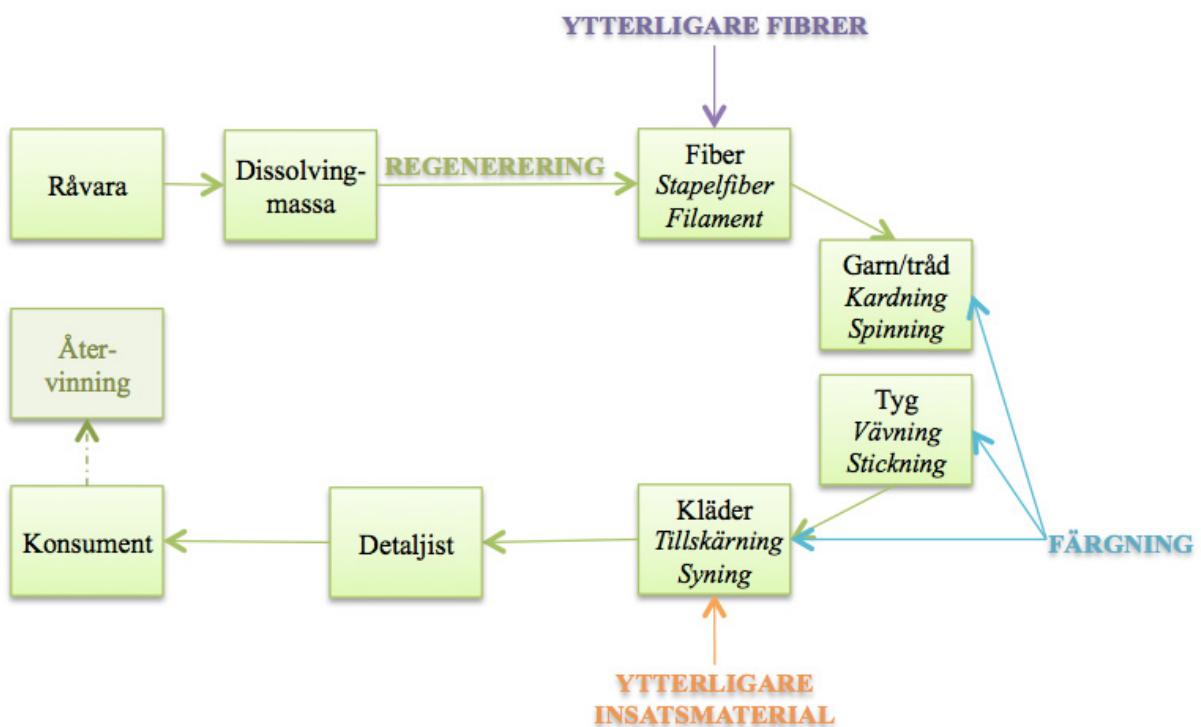 YTTERLIGARE FIBRER
Råvara
Dissolving-
massa
REGENERERING
Fiber
Stapelfiber
Filament
Garn/tråd
Kardning
Spinning
Tyg
Vävning
Stickning
FÄRGNING
Kläder
Tillskärning
Syning
YTTERLIGARE
INSATSMATERIAL
Detaljist
Konsument
Åter-
vinning